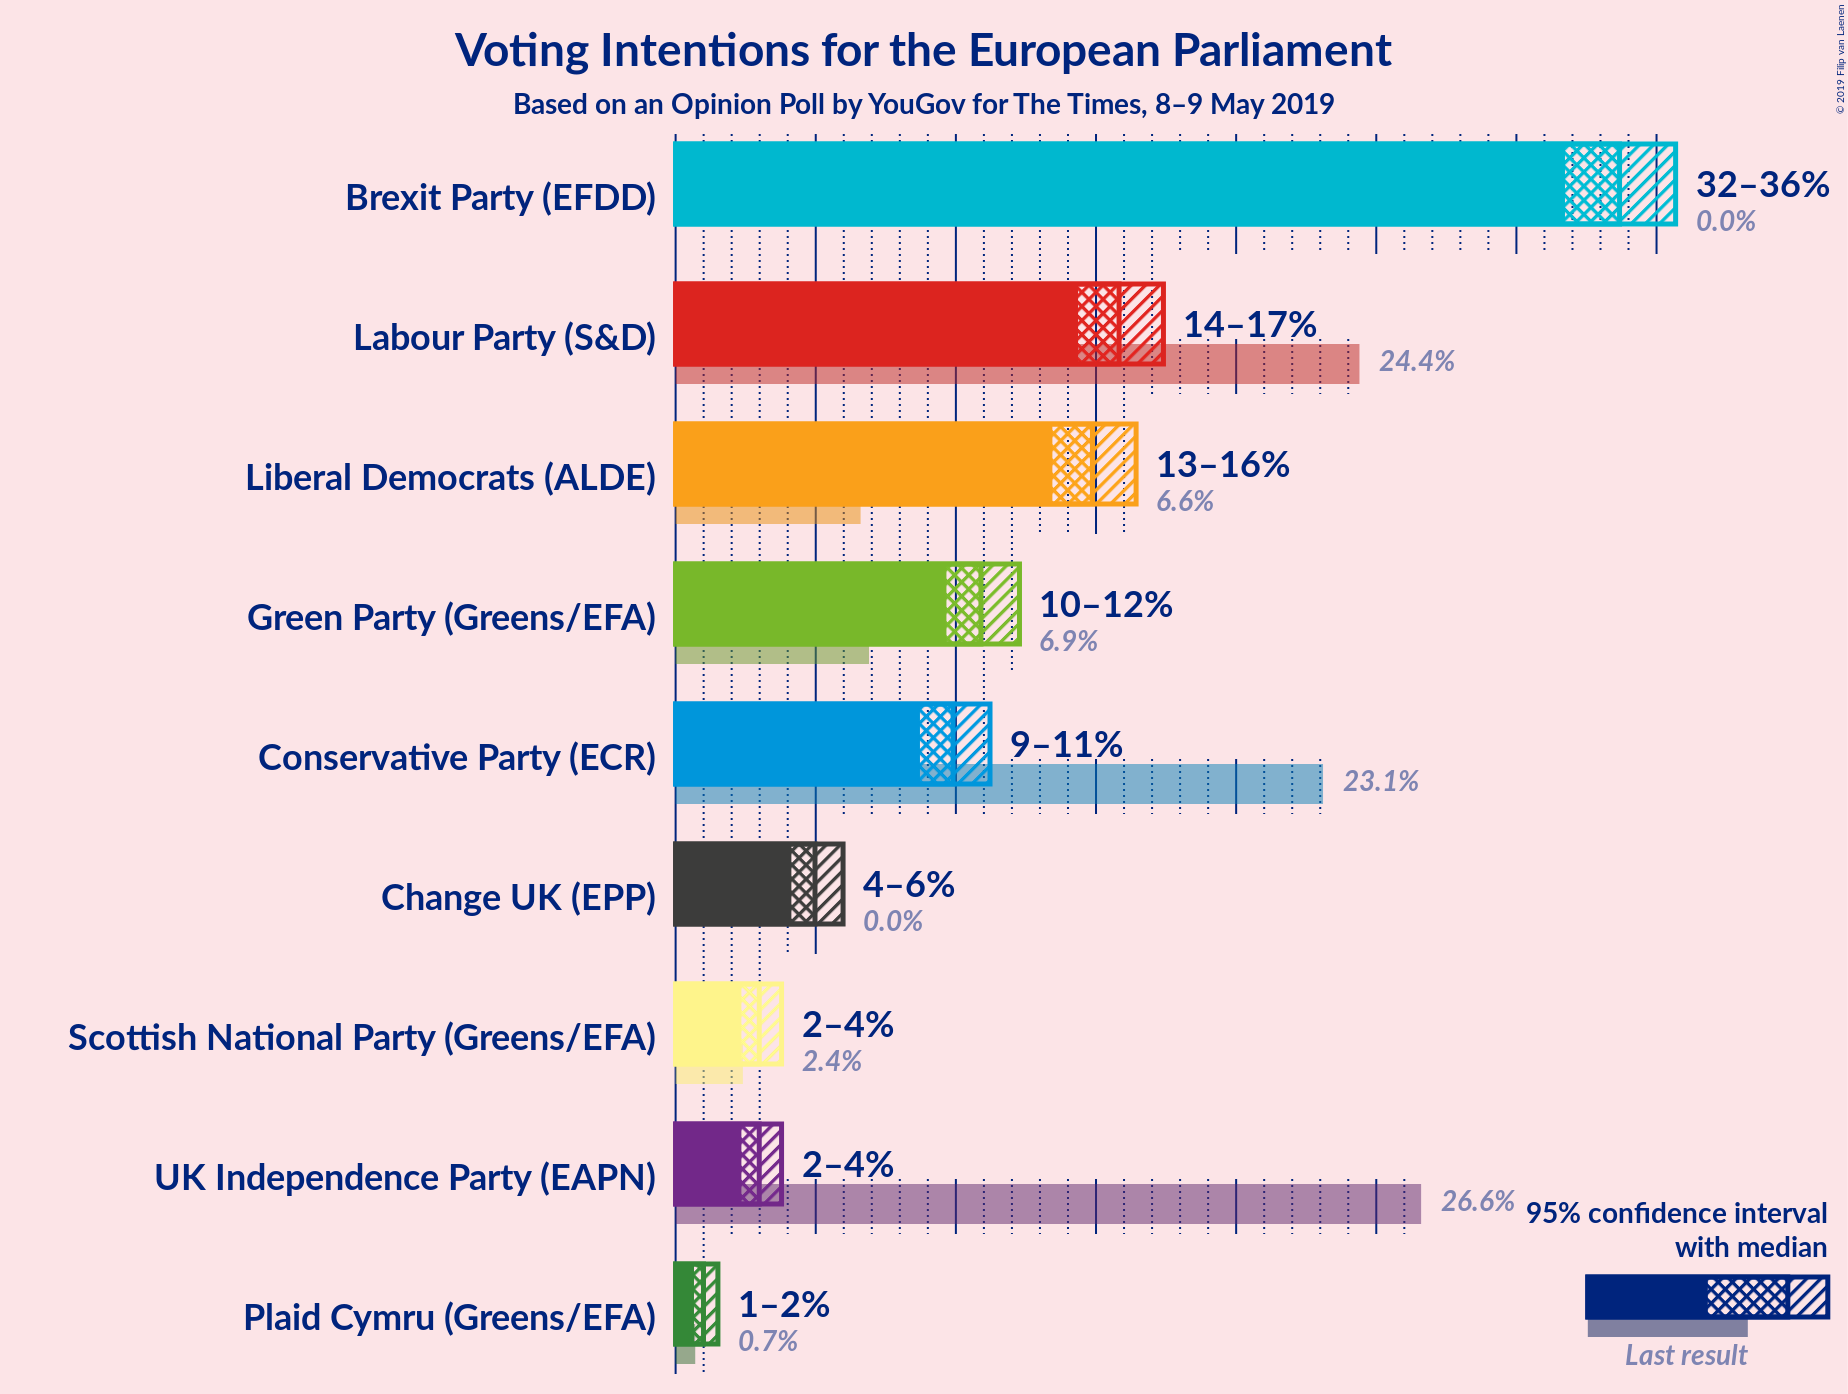 Voting Intentions for the European Parliament
Based on an Opinion Poll by YouGov for The Times, 8–9 May 2019
© 2019 Filip van Laenen
Brexit Party (EFDD)
32–36%
0.0%
Labour Party (S&D)
14–17%
24.4%
Liberal Democrats (ALDE)
13–16%
6.6%
Green Party (Greens/EFA)
10–12%
6.9%
Conservative Party (ECR)
9–11%
23.1%
Change UK (EPP)
4–6%
0.0%
Scottish National Party (Greens/EFA)
2–4%
2.4%
UK Independence Party (EAPN)
2–4%
26.6%
Plaid Cymru (Greens/EFA)
1–2%
0.7%
95% confidence interval
with median
Last result